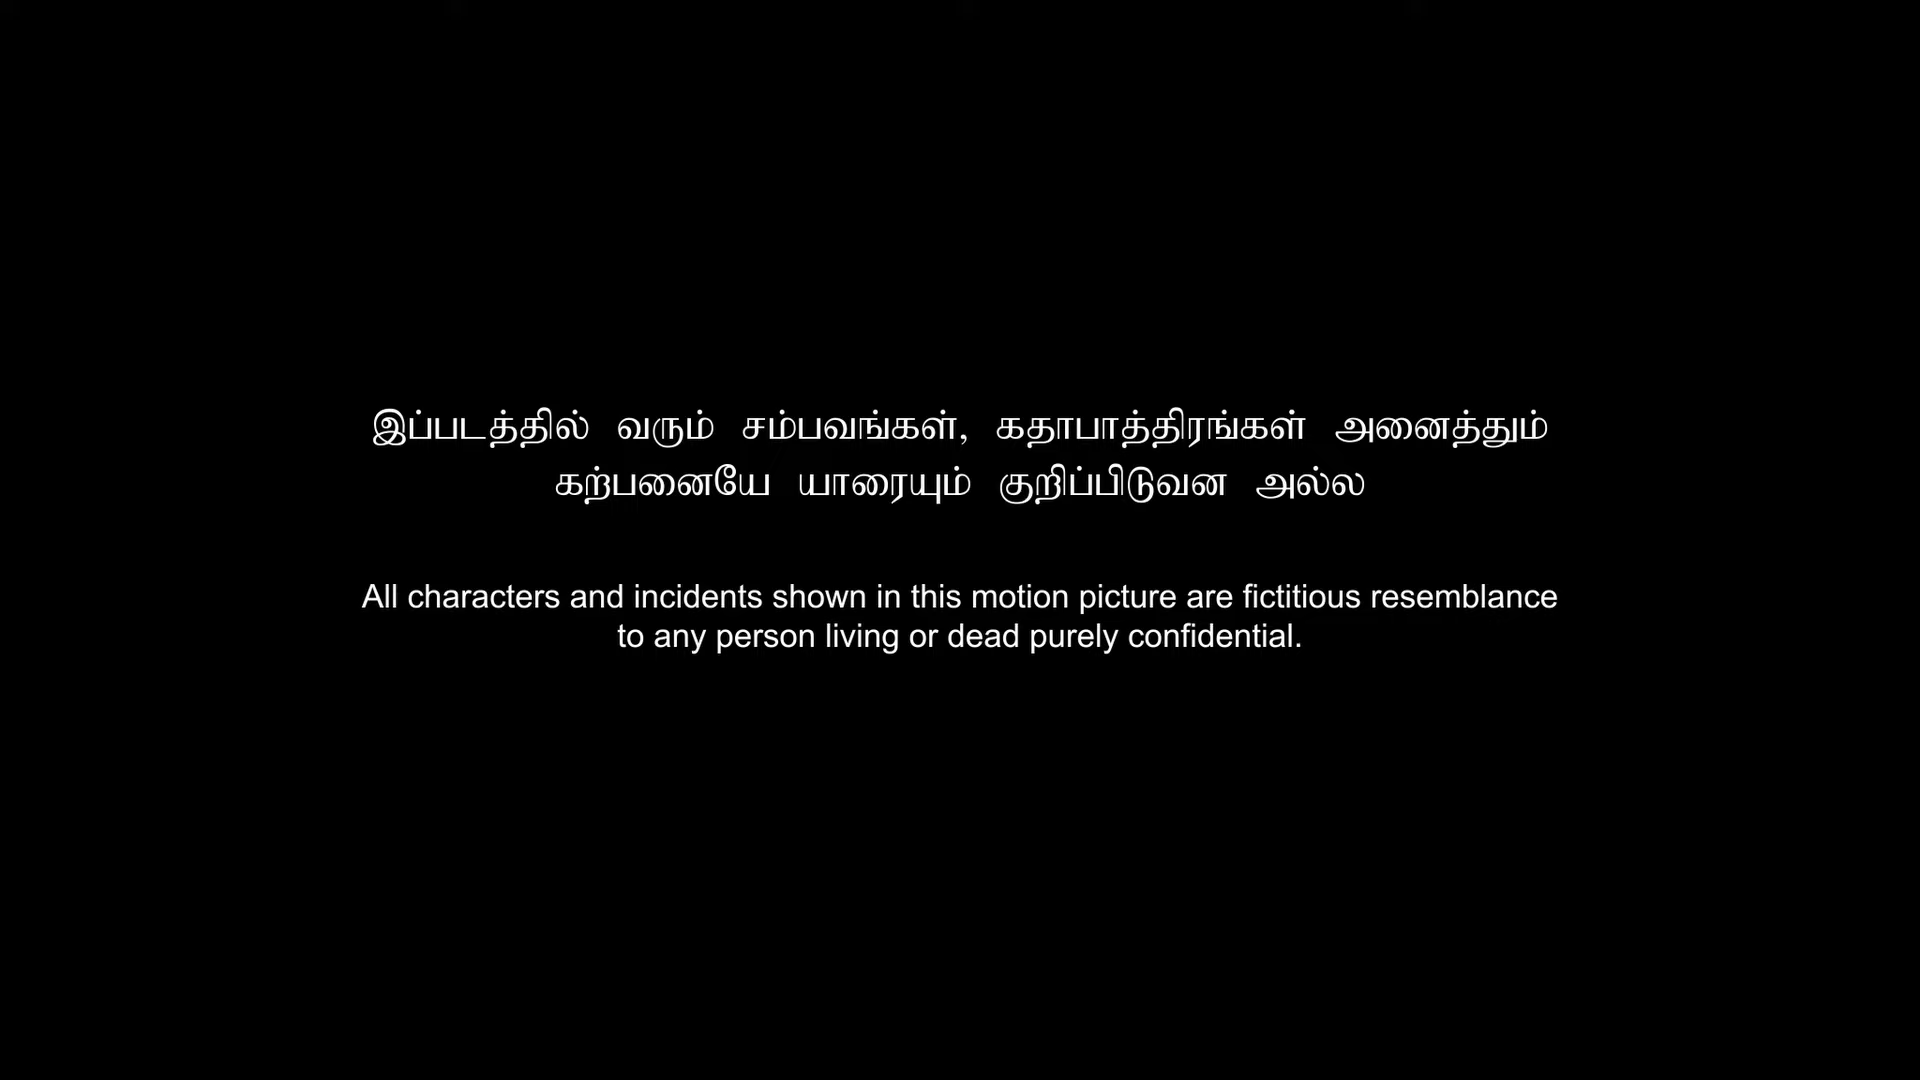 இப்படத்தில் வரும் சம்பவங்கள், கதாபாத்திரங்கள் அனைத்தும்
கற்பனையே யாரையும் குறிப்பிடுவன அல்ல
All characters and incidents shown in this motion picture are fictitious resemblance
to any person living or dead purely confidential.